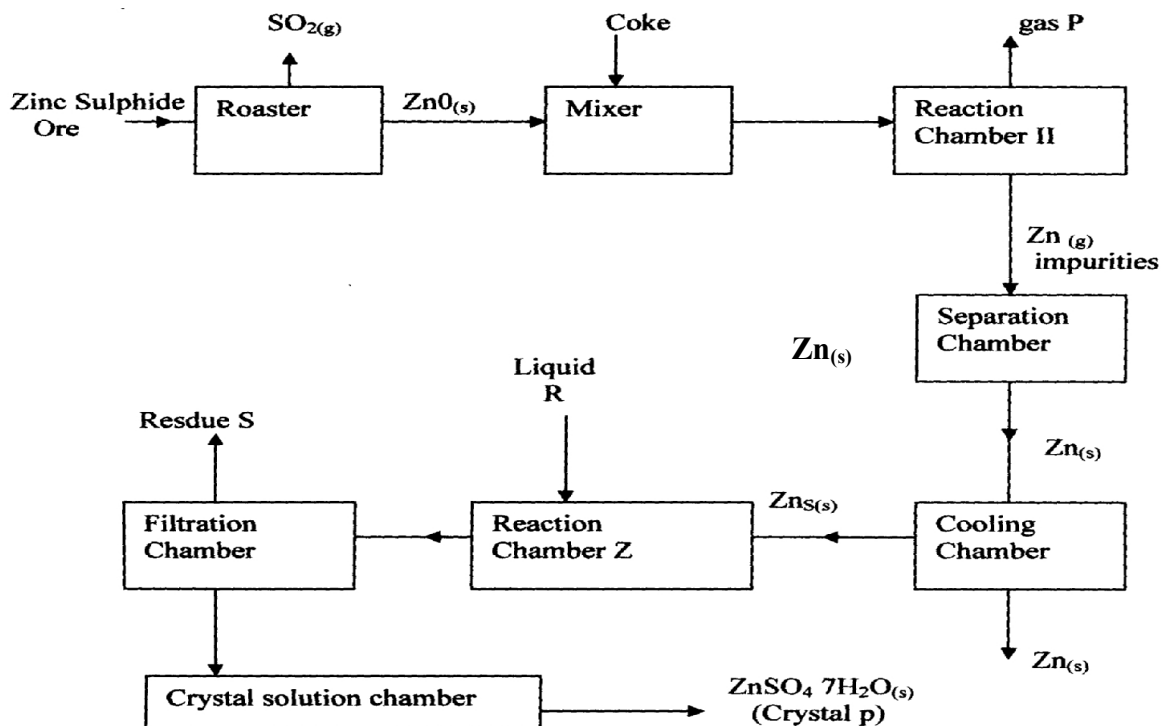 SO2(g)
Coke
gas P
Zinc Sulphide
Ore
Roaster
Zn0(s)
Mixer
Reaction
Chamber II
Zn (g)
impurities
Separation
Chamber
Zn(s)
Liquid
R
Resdue S
Zn(s)
Filtration
Chamber
Reaction
Chamber Z
ZnS(s)
Cooling
Chamber
Zn(s)
Crystal solution chamber
ZnSO4 7H2O(s)
(Crystal p)